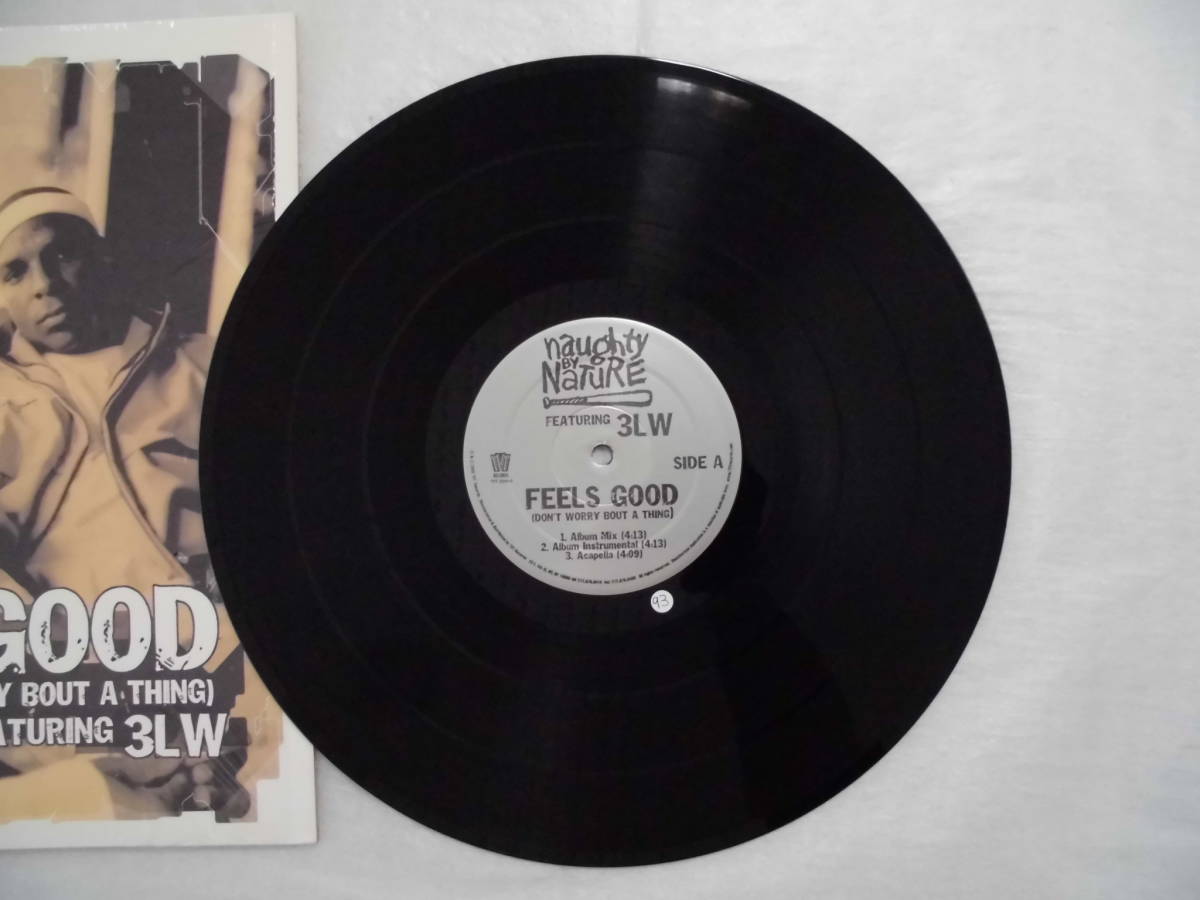 GOOD
Y BOUT A THING)
ATURING 3LW
naughty
BY
NATURE
FEATURING 3LW
SIDE A
FEELS GOOD
(DON'T WORRY BOUT A THING)
1. Album Mix (4:13)
2. Album Instrumental (4:13)
3. Acapella (4:09)
93